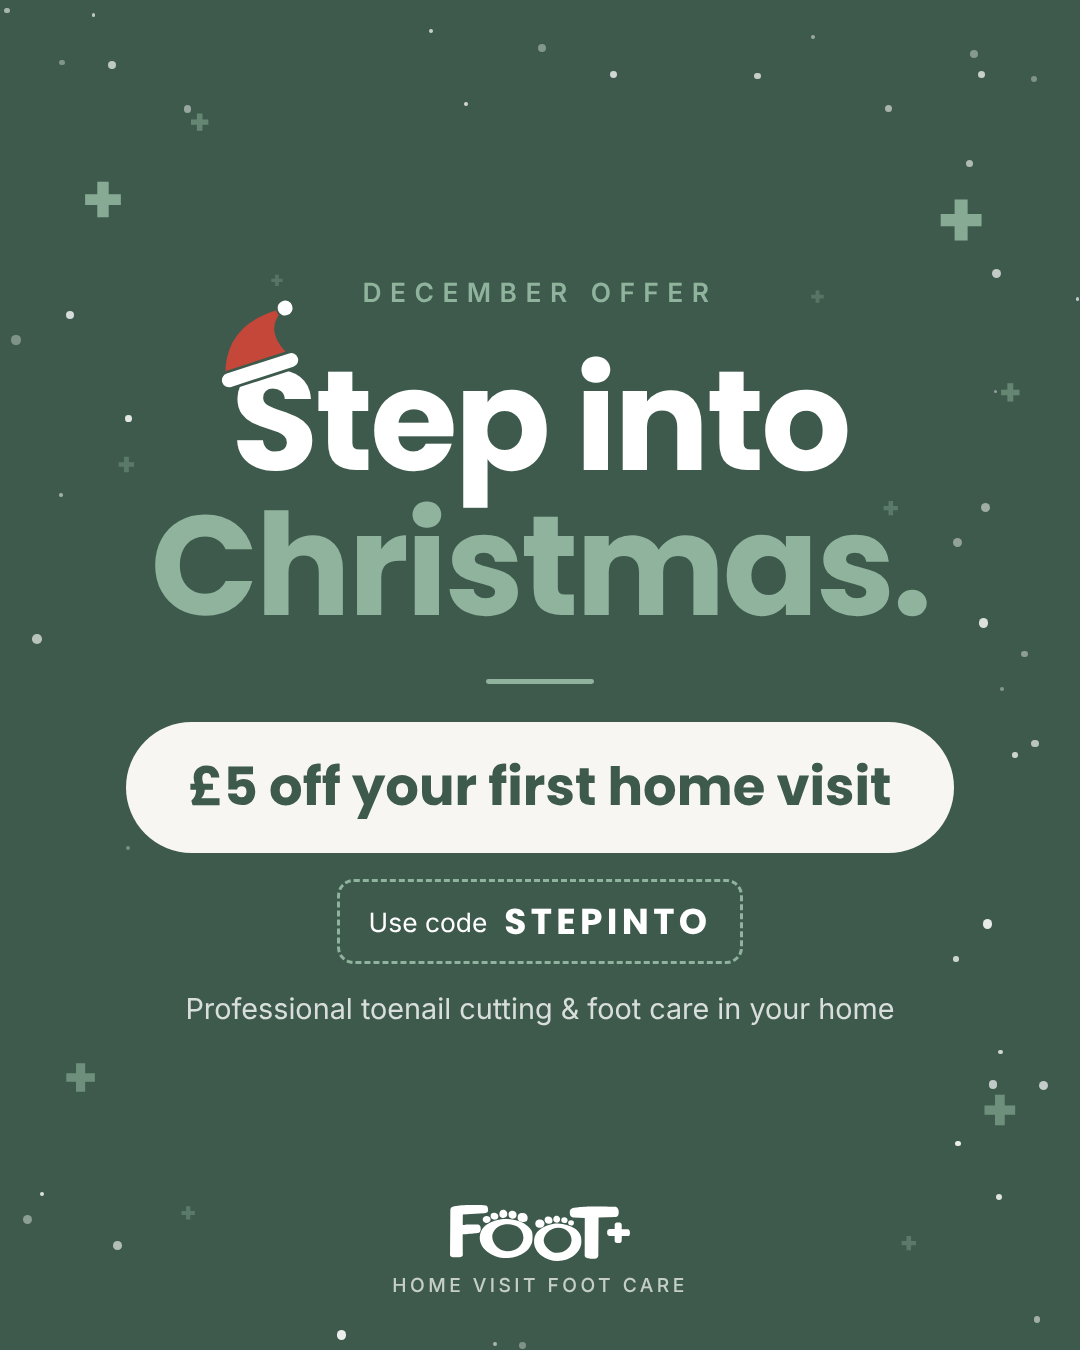 DECEMBER OFFER
Step into
Christmas.
£5 off your first home visit
Use code STEPINTO
Professional toenail cutting & foot care in your home
FOOT+
HOME VISIT FOOT CARE